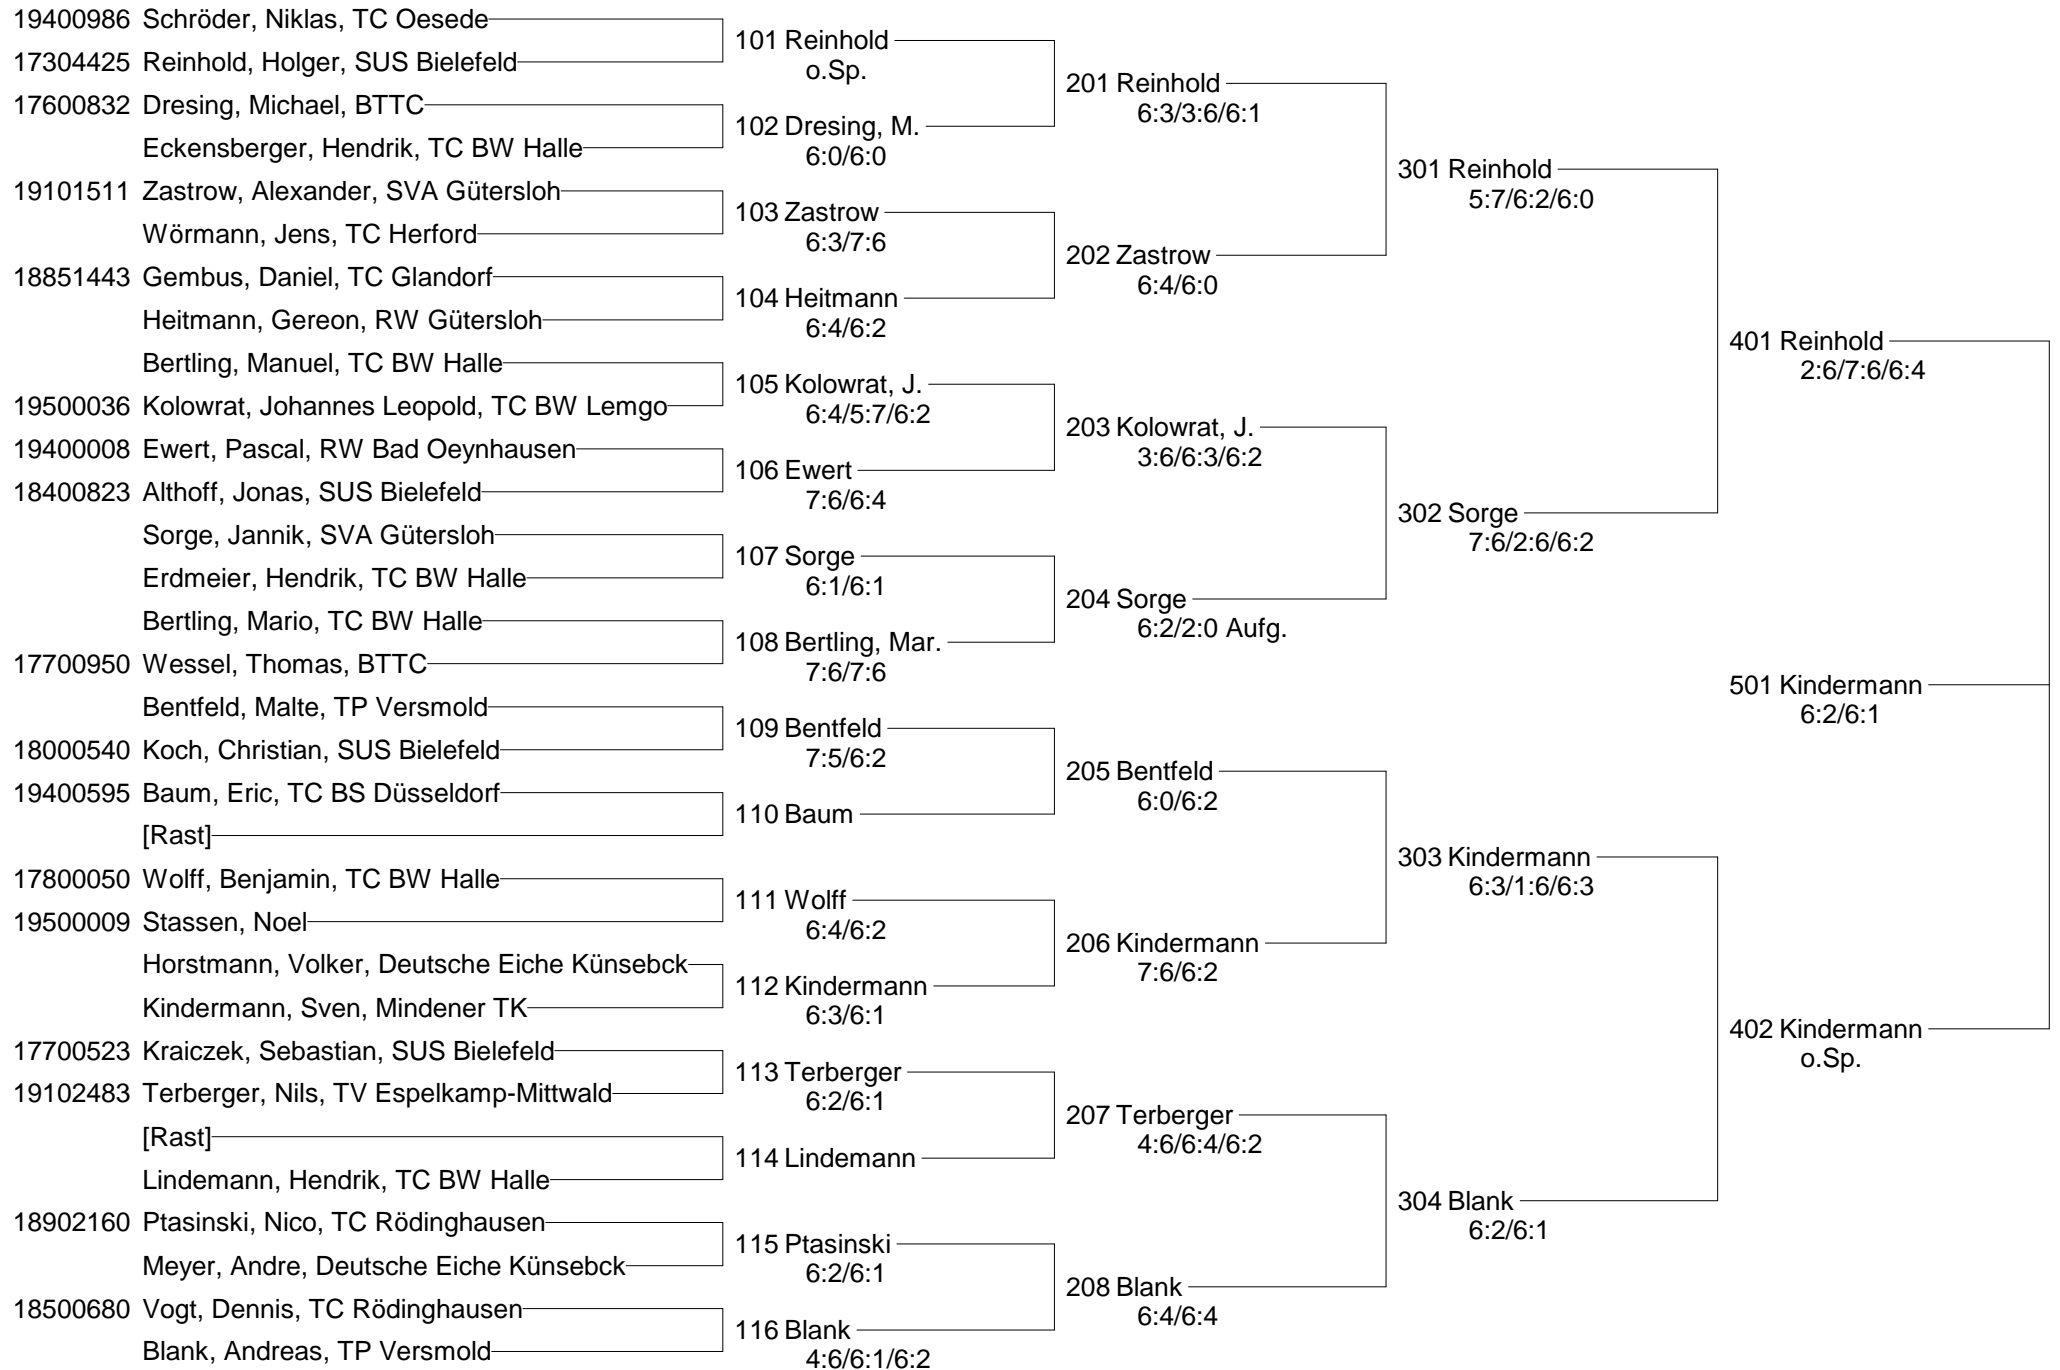 19400986 Schröder, Niklas, TC Oesede
17304425 Reinhold, Holger, SUS Bielefeld
17600832 Dresing, Michael, BTTC
Eckensberger, Hendrik, TC BW Halle
19101511 Zastrow, Alexander, SVA Gütersloh
Wörmann, Jens, TC Herford
18851443 Gembus, Daniel, TC Glandorf
Heitmann, Gereon, RW Gütersloh
Bertling, Manuel, TC BW Halle
19500036 Kolowrat, Johannes Leopold, TC BW Lemgo
19400008 Ewert, Pascal, RW Bad Oeynhausen
18400823 Althoff, Jonas, SUS Bielefeld
Sorge, Jannik, SVA Gütersloh
Erdmeier, Hendrik, TC BW Halle
Bertling, Mario, TC BW Halle
17700950 Wessel, Thomas, BTTC
Bentfeld, Malte, TP Versmold
18000540 Koch, Christian, SUS Bielefeld
19400595 Baum, Eric, TC BS Düsseldorf
[Rast]
17800050 Wolff, Benjamin, TC BW Halle
19500009 Stassen, Noel
Horstmann, Volker, Deutsche Eiche Künsebck
Kindermann, Sven, Mindener TK
17700523 Kraiczek, Sebastian, SUS Bielefeld
19102483 Terberger, Nils, TV Espelkamp-Mittwald
[Rast]
Lindemann, Hendrik, TC BW Halle
18902160 Ptasinski, Nico, TC Rödinghausen
Meyer, Andre, Deutsche Eiche Künsebck
18500680 Vogt, Dennis, TC Rödinghausen
Blank, Andreas, TP Versmold
101 Reinhold
o.Sp.
102 Dresing, M.
6:0/6:0
103 Zastrow
6:3/7:6
104 Heitmann
6:4/6:2
105 Kolowrat, J.
6:4/5:7/6:2
106 Ewert
7:6/6:4
107 Sorge
6:1/6:1
108 Bertling, Mar.
7:6/7:6
109 Bentfeld
7:5/6:2
110 Baum
111 Wolff
6:4/6:2
112 Kindermann
6:3/6:1
113 Terberger
6:2/6:1
114 Lindemann
115 Ptasinski
6:2/6:1
116 Blank
4:6/6:1/6:2
201 Reinhold
6:3/3:6/6:1
202 Zastrow
6:4/6:0
203 Kolowrat, J.
3:6/6:3/6:2
204 Sorge
6:2/2:0 Aufg.
205 Bentfeld
6:0/6:2
206 Kindermann
7:6/6:2
207 Terberger
4:6/6:4/6:2
208 Blank
6:4/6:4
301 Reinhold
5:7/6:2/6:0
302 Sorge
7:6/2:6/6:2
303 Kindermann
6:3/1:6/6:3
304 Blank
6:2/6:1
401 Reinhold
2:6/7:6/6:4
501 Kindermann
6:2/6:1
402 Kindermann
o.Sp.